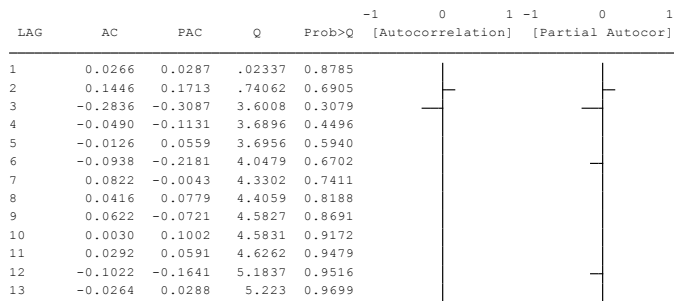 -1 0 1 -1 0 1
LAG AC PAC Q Prob>Q [Autocorrelation] [Partial Autocor]
1 0.0266 0.0287 .02337 0.8785
2 0.1446 0.1713 .74062 0.6905
3 -0.2836 -0.3087 3.6008 0.3079
4 -0.0490 -0.1131 3.6896 0.4496
5 -0.0126 0.0559 3.6956 0.5940
6 -0.0938 -0.2181 4.0479 0.6702
7 0.0822 -0.0043 4.3302 0.7411
8 0.0416 0.0779 4.4059 0.8188
9 0.0622 -0.0721 4.5827 0.8691
10 0.0030 0.1002 4.5831 0.9172
11 0.0292 0.0591 4.6262 0.9479
12 -0.1022 -0.1641 5.1837 0.9516
13 -0.0264 0.0288 5.223 0.9699